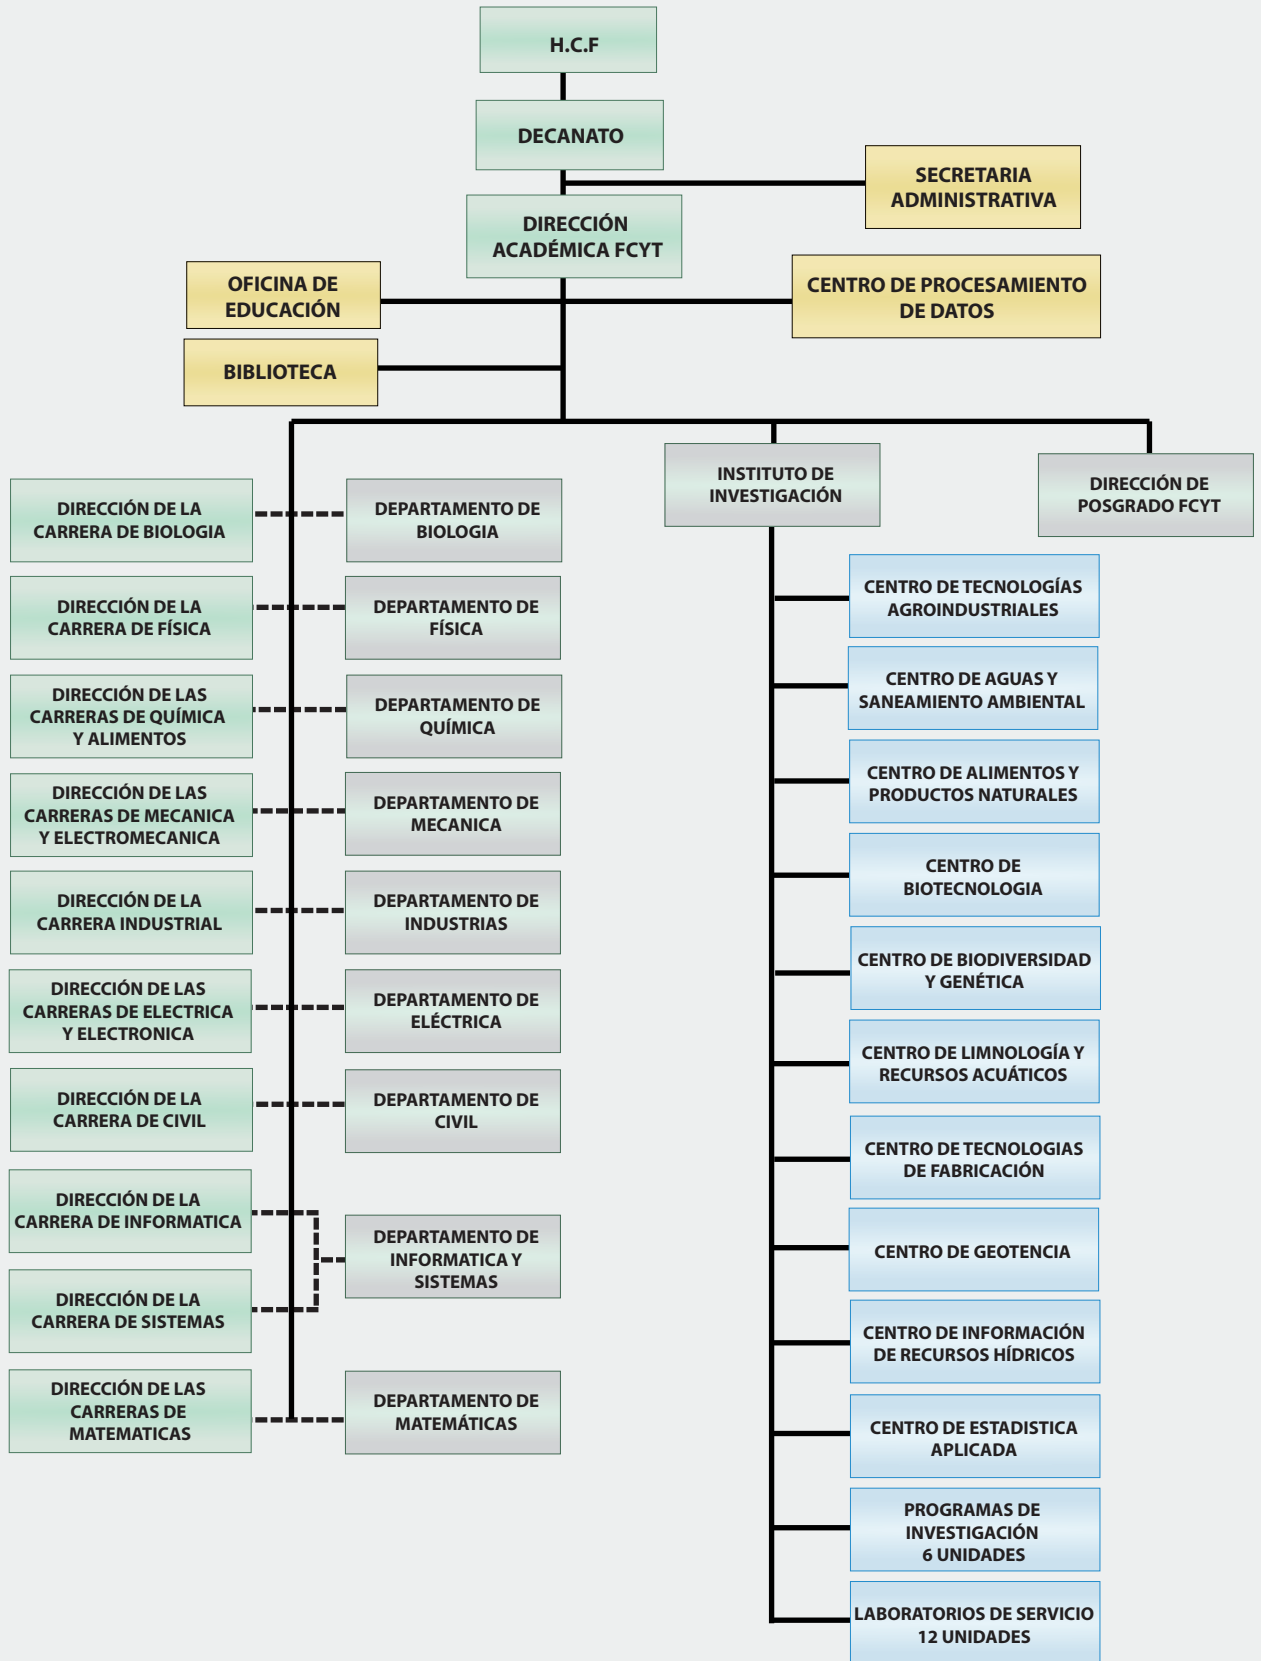 H.C.F
DECANATO
SECRETARIA
ADMINISTRATIVA
DIRECCIÓN
ACADÉMICA FCYT
OFICINA DE
EDUCACIÓN
CENTRO DE PROCESAMIENTO
DE DATOS
BIBLIOTECA
INSTITUTO DE
INVESTIGACIÓN
DIRECCIÓN DE
POSGRADO FCYT
DIRECCIÓN DE LA
CARRERA DE BIOLOGIA
DEPARTAMENTO DE
BIOLOGIA
DIRECCIÓN DE LA
CARRERA DE FÍSICA
DEPARTAMENTO DE
FÍSICA
DIRECCIÓN DE LAS
CARRERAS DE QUÍMICA
Y ALIMENTOS
DEPARTAMENTO DE
QUÍMICA
DIRECCIÓN DE LAS
CARRERAS DE MECANICA
Y ELECTROMECANICA
DEPARTAMENTO DE
MECANICA
DIRECCIÓN DE LA
CARRERA INDUSTRIAL
DEPARTAMENTO DE
INDUSTRIAS
DIRECCIÓN DE LAS
CARRERAS DE ELECTRICA
Y ELECTRONICA
DEPARTAMENTO DE
ELÉCTRICA
DIRECCIÓN DE LA
CARRERA DE CIVIL
DEPARTAMENTO DE
CIVIL
DIRECCIÓN DE LA
CARRERA DE INFORMATICA
DEPARTAMENTO DE
INFORMATICA Y
SISTEMAS
DIRECCIÓN DE LA
CARRERA DE SISTEMAS
DIRECCIÓN DE LAS
CARRERAS DE
MATEMATICAS
DEPARTAMENTO DE
MATEMÁTICAS
CENTRO DE TECNOLOGÍAS
AGROINDUSTRIALES
CENTRO DE AGUAS Y
SANEAMIENTO AMBIENTAL
CENTRO DE ALIMENTOS Y
PRODUCTOS NATURALES
CENTRO DE
BIOTECNOLOGIA
CENTRO DE BIODIVERSIDAD
Y GENÉTICA
CENTRO DE LIMNOLOGÍA Y
RECURSOS ACUÁTICOS
CENTRO DE TECNOLOGIAS
DE FABRICACIÓN
CENTRO DE GEOTENCIA
CENTRO DE INFORMACIÓN
DE RECURSOS HÍDRICOS
CENTRO DE ESTADISTICA
APLICADA
PROGRAMAS DE
INVESTIGACIÓN
6 UNIDADES
LABORATORIOS DE SERVICIO
12 UNIDADES